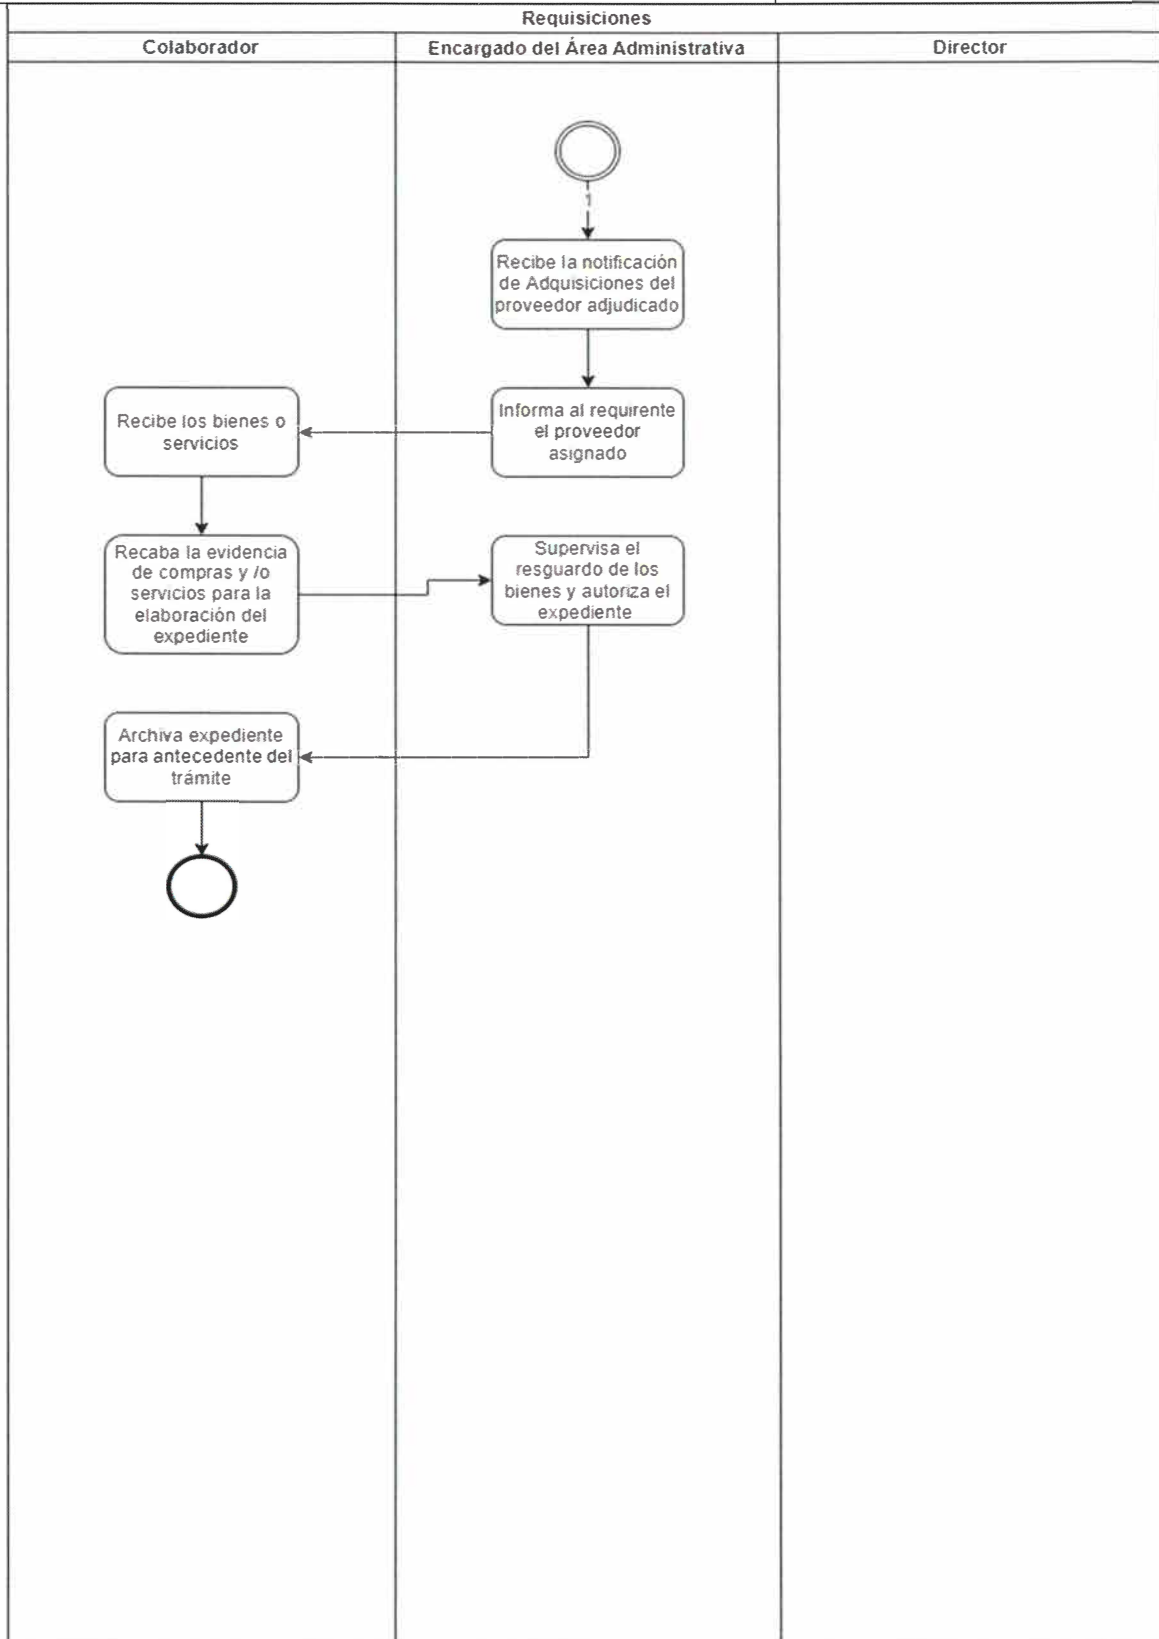 Requisiciones
Colaborador
Encargado del Área Administrativa
Director
1
Recibe la notificación
de Adquisiciones del
proveedor adjudicado
Informa al requirente
el proveedor
asignado
Recibe los bienes o
servicios
Recaba la evidencia
de compras y /o
servicios para la
elaboración del
expediente
Supervisa el
resguardo de los
bienes y autoriza el
expediente
Archiva expediente
para antecedente del
trámite